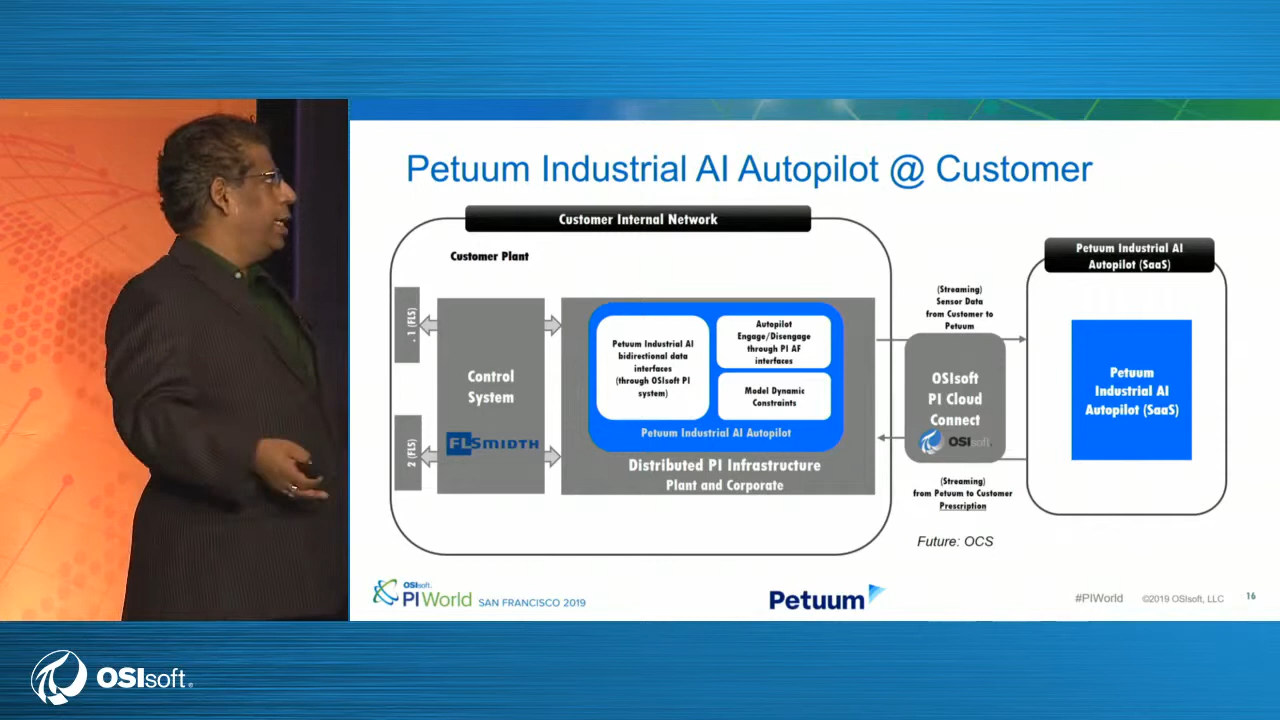 Petuum Industrial AI Autopilot @ Customer
Customer Internal Network
Customer Plant
. 1 (FLS)
2 (FLS)
Control
System
FLSMIDTH
Petuum Industrial AI
bidirectional data
interfaces
(through OSIsoft PI
system)
Autopilot
Engage/Disengage
through PI AF
interfaces
Model Dynamic
Constraints
Petuum Industrial AI Autopilot
Distributed PI Infrastructure
Plant and Corporate
(Streaming)
Sensor Data
from Customer to
Petuum
OSIsoft
PI Cloud
Connect
OSIsoft.
(Streaming)
from Petuum to Customer
Prescription
Future: OCS
Petuum Industrial AI
Autopilot (SaaS)
Petuum
Industrial AI
Autopilot (SaaS)
OSIsoft.
PI World SAN FRANCISCO 2019
Petuum
#PIWorld ©2019 OSIsoft, LLC 16
OSIsoft®